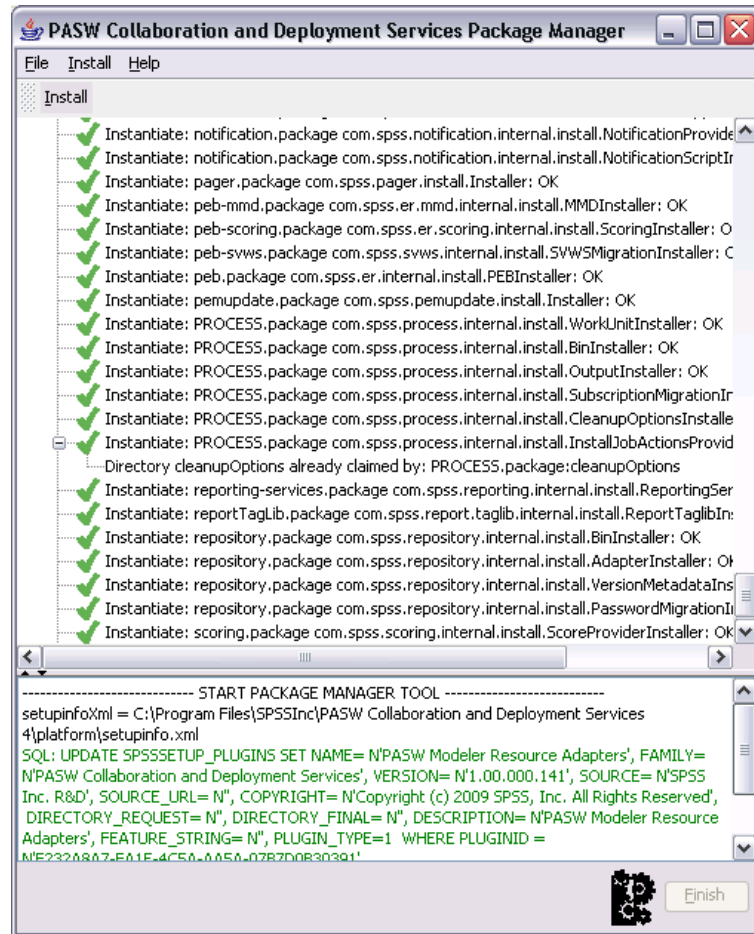 PASW Collaboration and Deployment Services Package Manager
File Install Help
Install
Instantiate: notification.package com.spss.notification.internal.install.NotificationProvide
Instantiate: notification.package com.spss.notification.internal.install.NotificationScriptIr
Instantiate: pager.package com.spss.pager.install.Installer: OK
Instantiate: peb-mmd.package com.spss.er.mmd.internal.install.MMDInstaller: OK
Instantiate: peb-scoring.package com.spss.er.scoring.internal.install.ScoringInstaller: O
Instantiate: peb-svws.package com.spss.svws.internal.install.SVWSMigrationInstaller: C
Instantiate: peb.package com.spss.er.internal.install.PEBInstaller: OK
Instantiate: pemupdate.package com.spss.pemupdate.install.Installer: OK
Instantiate: PROCESS.package com.spss.process.internal.install.WorkUnitInstaller: OK
Instantiate: PROCESS.package com.spss.process.internal.install.BinInstaller: OK
Instantiate: PROCESS.package com.spss.process.internal.install.OutputInstaller: OK
Instantiate: PROCESS.package com.spss.process.internal.install.SubscriptionMigrationIr
Instantiate: PROCESS.package com.spss.process.internal.install.CleanupOptionsInstalle
Instantiate: PROCESS.package com.spss.process.internal.install.InstallJobActionsProvid
Directory cleanupOptions already claimed by: PROCESS.package:cleanupOptions
Instantiate: reporting-services.package com.spss.reporting.internal.install.ReportingSer
Instantiate: reportTagLib.package com.spss.report.taglib.internal.install.ReportTaglibIn
Instantiate: repository.package com.spss.repository.internal.install.BinInstaller: OK
Instantiate: repository.package com.spss.repository.internal.install.AdapterInstaller: OK
Instantiate: repository.package com.spss.repository.internal.install.VersionMetadataIns
Instantiate: repository.package com.spss.repository.internal.install.PasswordMigrationI
Instantiate: scoring.package com.spss.scoring.internal.install.ScoreProviderInstaller: OK
----------------------------- START PACKAGE MANAGER TOOL ---------------------------
setupinfoXml = C:\Program Files\SPSSInc\PASW Collaboration and Deployment Services
4\platform\setupinfo.xml
SQL: UPDATE SPSSSETUP_PLUGINS SET NAME= N'PASW Modeler Resource Adapters', FAMILY=
N'PASW Collaboration and Deployment Services', VERSION= N'1.00.000.141', SOURCE= N'SPSS
Inc. R&D', SOURCE_URL= N'', COPYRIGHT= N'Copyright (c) 2009 SPSS, Inc. All Rights Reserved',
DIRECTORY_REQUEST= N'', DIRECTORY_FINAL= N'', DESCRIPTION= N'PASW Modeler Resource
Adapters', FEATURE_STRING= N'', PLUGIN_TYPE=1 WHERE PLUGINID =
Finish